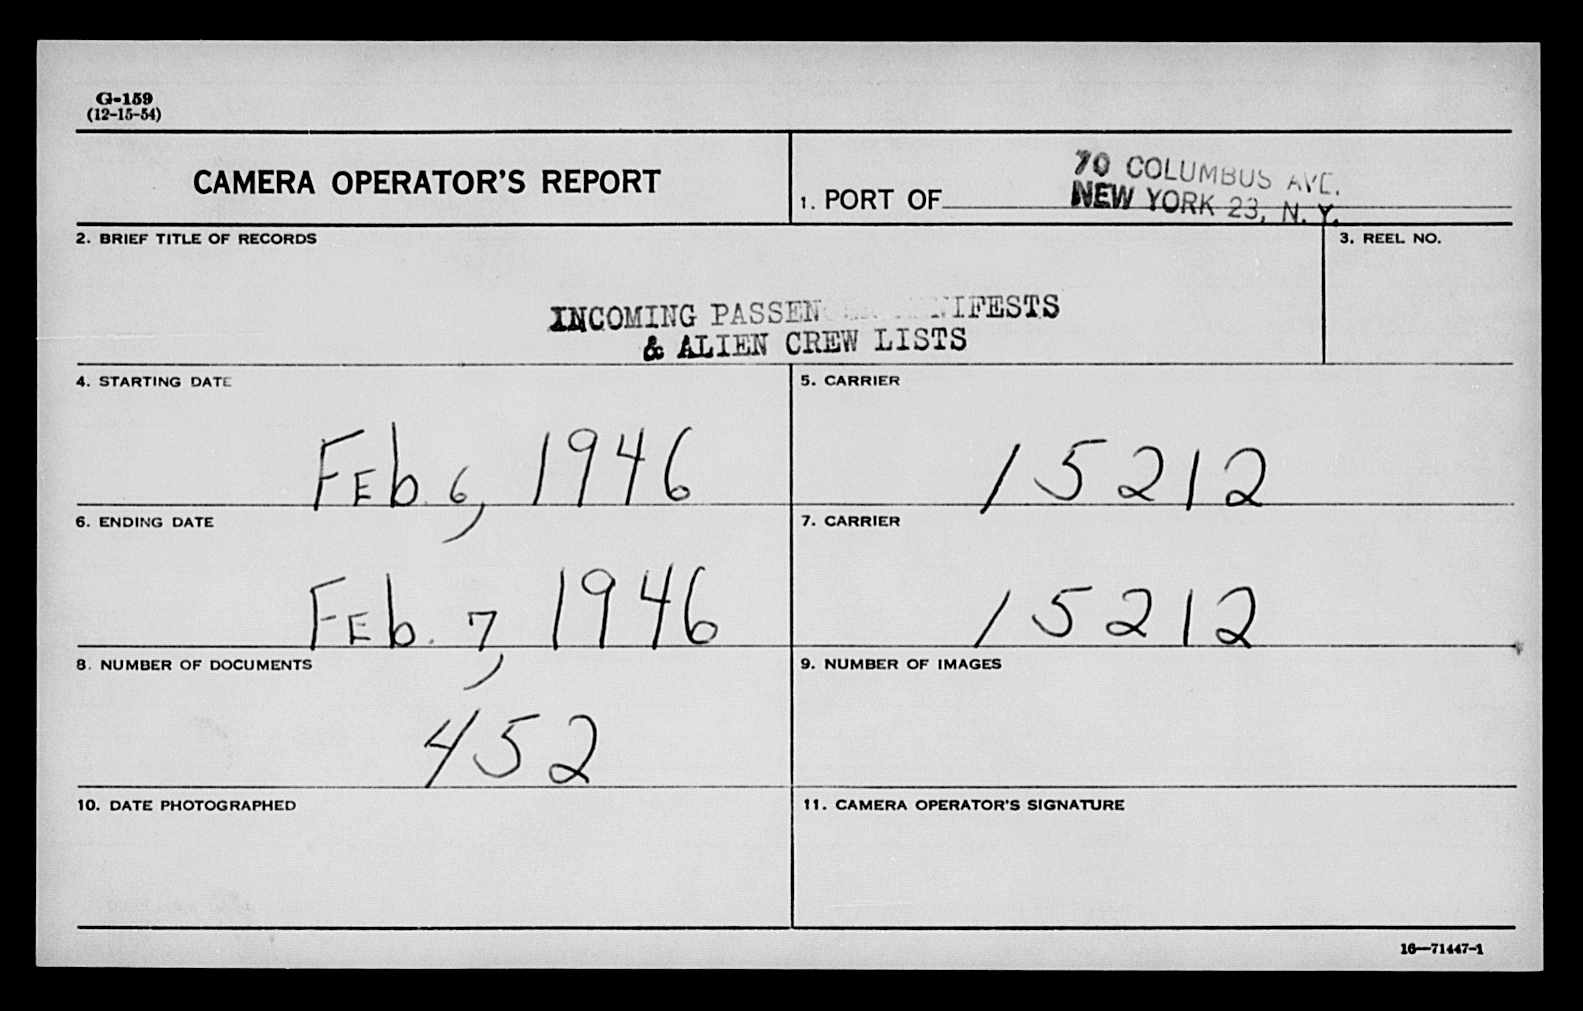 G-159
(12-15-54)
CAMERA OPERATOR'S REPORT
1. PORT OF
70 COLUMBUS AVE.
NEW YORK 23, N. Y.
2. BRIEF TITLE OF RECORDS
3. REEL NO.
INCOMING PASSENGER MANIFESTS
& ALIEN CREW LISTS
4. STARTING DATE
Feb. 6, 1946
5. CARRIER
15212
6. ENDING DATE
Feb. 7, 1946
7. CARRIER
15212
8. NUMBER OF DOCUMENTS
452
9. NUMBER OF IMAGES
10. DATE PHOTOGRAPHED
11. CAMERA OPERATOR'S SIGNATURE
16—71447-1